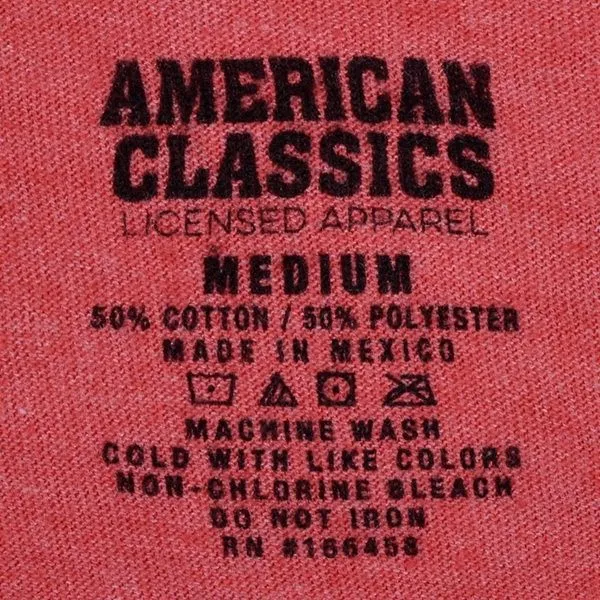 AMERICAN
CLASSICS
LICENSED APPAREL
MEDIUM
50% COTTON / 50% POLYESTER
MADE IN MEXICO
MACHINE WASH
COLD WITH LIKE COLORS
NON-CHLORINE BLEACH
DO NOT IRON
RN #166458